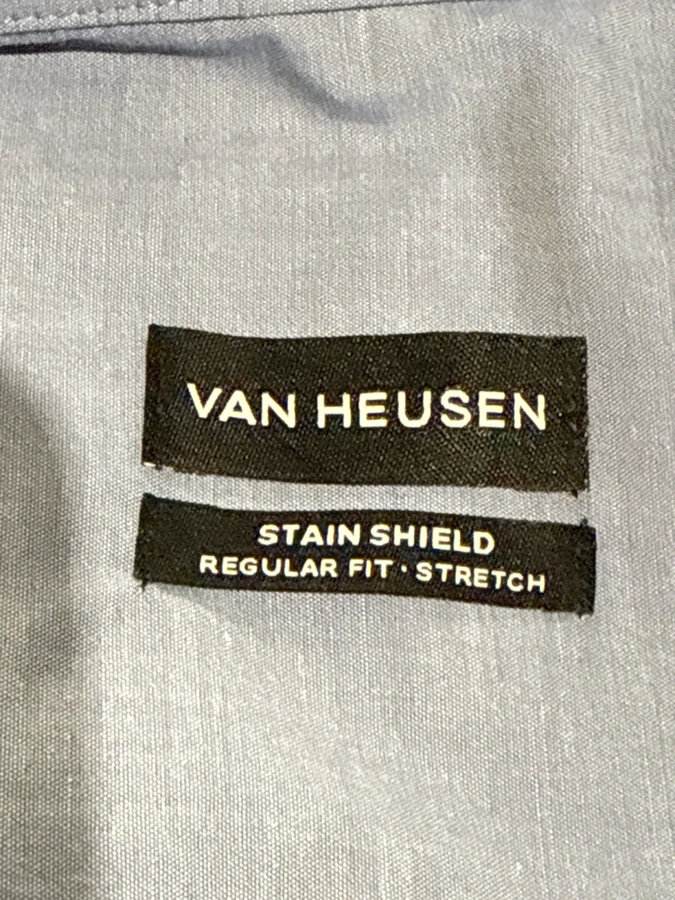 VAN HEUSEN
STAIN SHIELD
REGULAR FIT · STRETCH